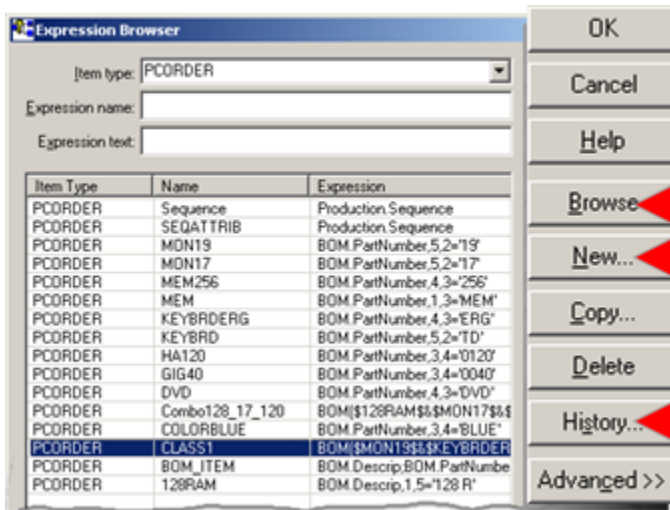 Expression Browser
Item type: PCORDER
Expression name:
Expression text:
Item Type Name Expression
PCORDER Sequence Production.Sequence
PCORDER SEQATTRIB Production.Sequence
PCORDER MON19 BOM.PartNumber,5,2='19'
PCORDER MON17 BOM.PartNumber,5,2='17'
PCORDER MEM256 BOM.PartNumber,4,3='256'
PCORDER MEM BOM.PartNumber,1,3='MEM'
PCORDER KEYBRDERG BOM.PartNumber,4,3='ERG'
PCORDER KEYBRD BOM.PartNumber,5,2='TD'
PCORDER HA120 BOM.PartNumber,3,4='0120'
PCORDER GIG40 BOM.PartNumber,3,4='0040'
PCORDER DVD BOM.PartNumber,4,3='DVD'
PCORDER Combo128_17_120 BOM($128RAM$&$MON17$&$
PCORDER COLORBLUE BOM.PartNumber,3,4='BLUE'
PCORDER CLASS1 BOM($MON19$&$KEYBRDER
PCORDER BOM_ITEM BOM.Descrip;BOM.PartNumbe
PCORDER 128RAM BOM.Descrip,1,5='128 R'
OK
Cancel
Help
Browse
New...
Copy...
Delete
History...
Advanced >>